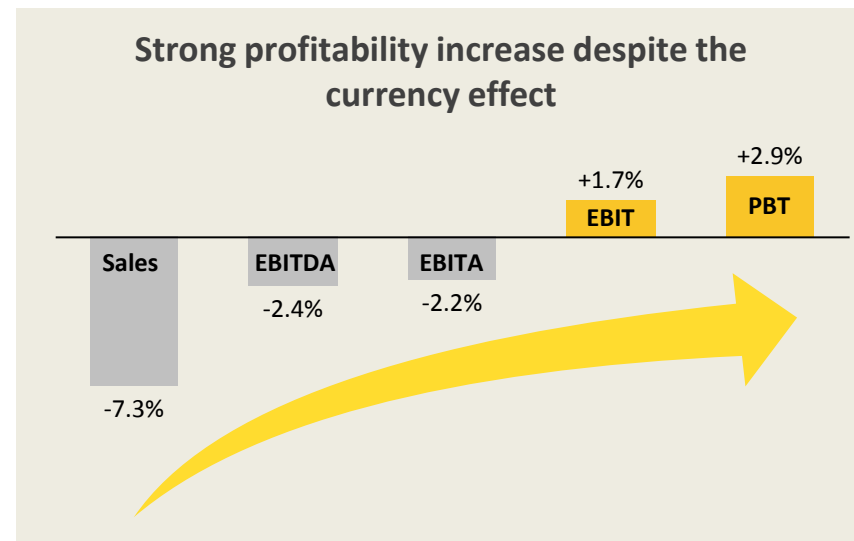 Strong profitability increase despite the
currency effect
+2.9%
+1.7%
PBT
EBIT
Sales
EBITDA
EBITA
-2.4%
-2.2%
-7.3%